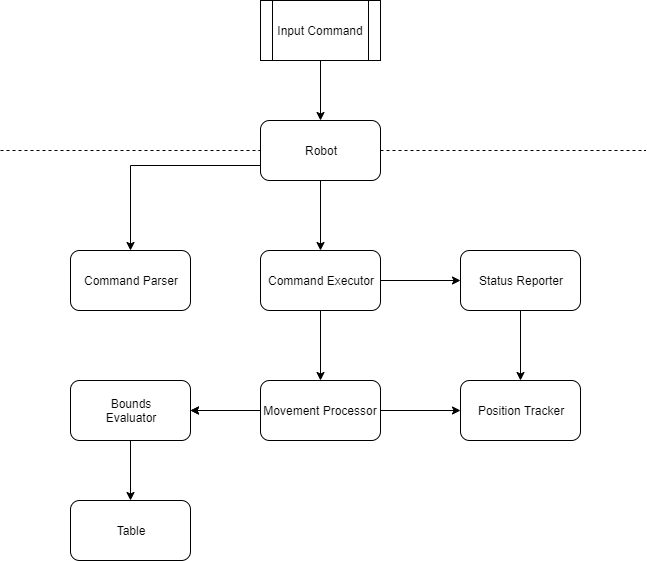 Input Command
Robot
Command Parser
Command Executor
Status Reporter
Bounds
Evaluator
Movement Processor
Position Tracker
Table